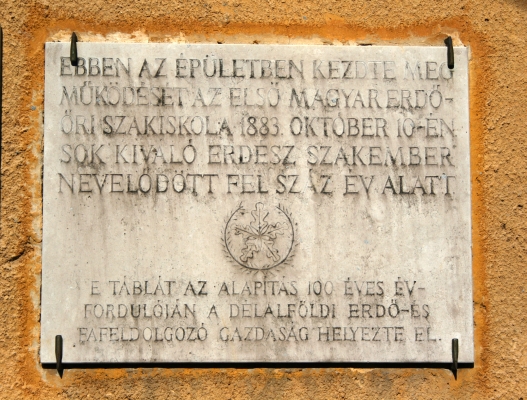 EBBEN AZ ÉPÜLETBEN KEZDTE MEG
MŰKÖDÉSÉT AZ ELSŐ MAGYAR ERDŐ-
ŐRI SZAKISKOLA 1883. OKTÓBER 10-ÉN
SOK KIVÁLÓ ERDÉSZ SZAKEMBER
NEVELŐDÖTT FEL SZÁZ ÉV ALATT
E TÁBLÁT AZ ALAPÍTÁS 100 ÉVES ÉV-
FORDULÓJÁN A DÉLALFÖLDI ERDŐ-ÉS
FAFELDOLGOZÓ GAZDASÁG HELYEZTE EL.